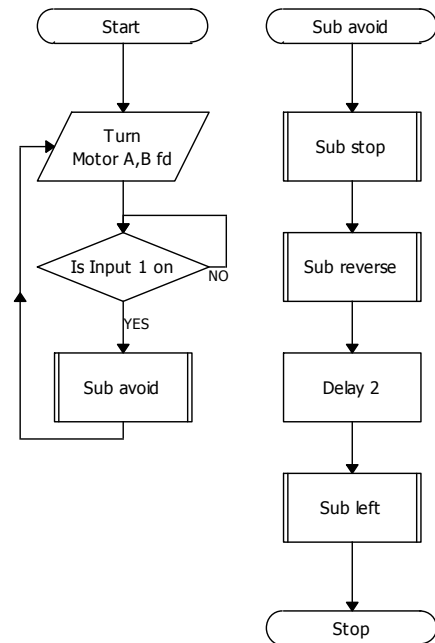 Start
Turn
Motor A,B fd
Is Input 1 on
NO
YES
Sub avoid
Sub avoid
Sub stop
Sub reverse
Delay 2
Sub left
Stop